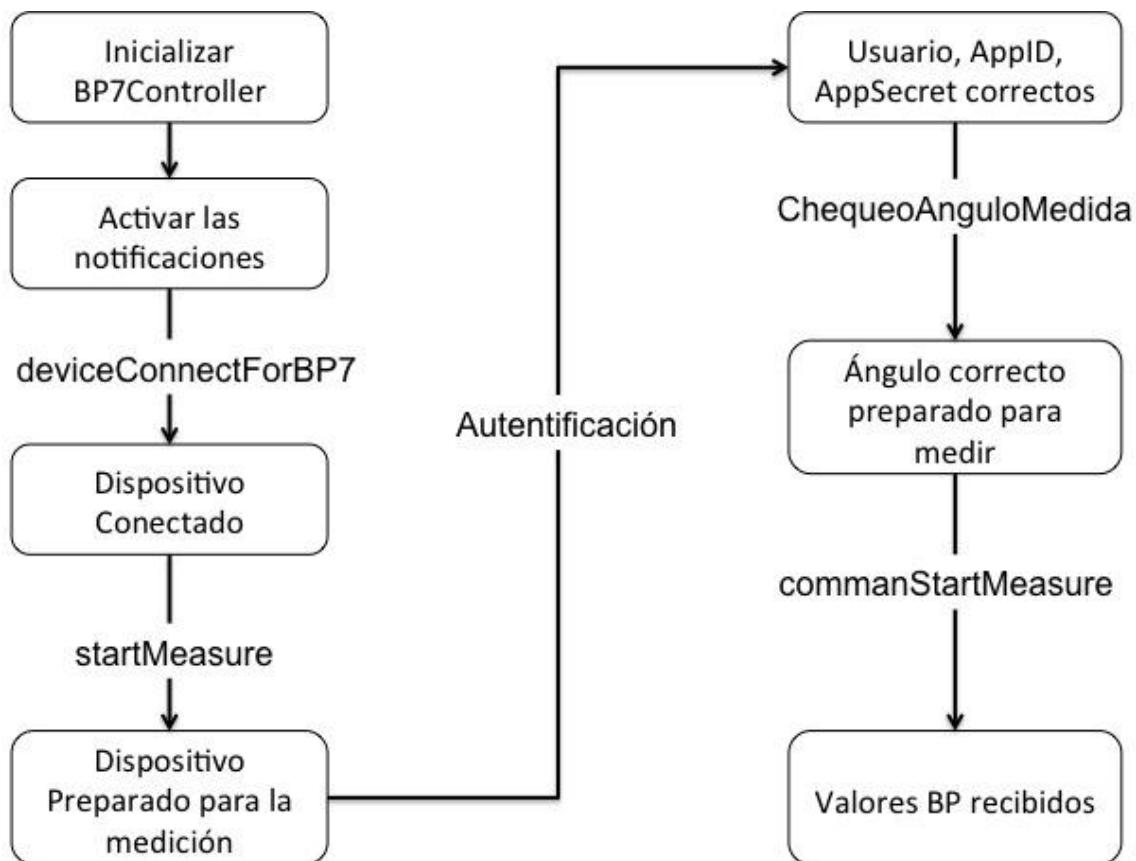 Inicializar
BP7Controller
Activar las
notificaciones
deviceConnectForBP7
Dispositivo
Conectado
startMeasure
Dispositivo
Preparado para la
medición
Autentificación
Usuario, AppID,
AppSecret correctos
ChequeoAnguloMedida
Ángulo correcto
preparado para
medir
commanStartMeasure
Valores BP recibidos